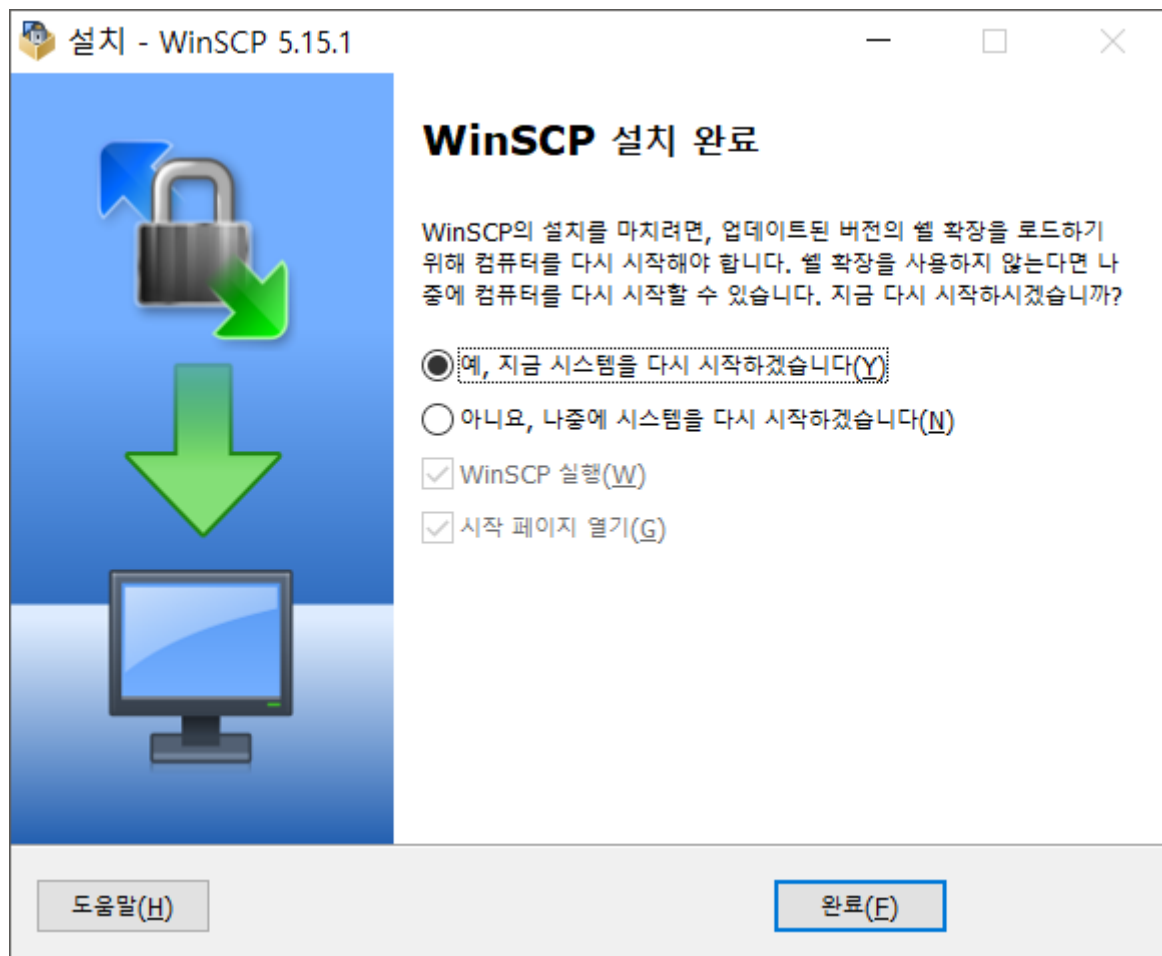 설치 - WinSCP 5.15.1
WinSCP 설치 완료
WinSCP의 설치를 마치려면, 업데이트된 버전의 쉘 확장을 로드하기
위해 컴퓨터를 다시 시작해야 합니다. 쉘 확장을 사용하지 않는다면 나
중에 컴퓨터를 다시 시작할 수 있습니다. 지금 다시 시작하시겠습니까?
예, 지금 시스템을 다시 시작하겠습니다(Y)
아니요, 나중에 시스템을 다시 시작하겠습니다(N)
WinSCP 실행(W)
시작 페이지 열기(G)
도움말(H)
완료(F)